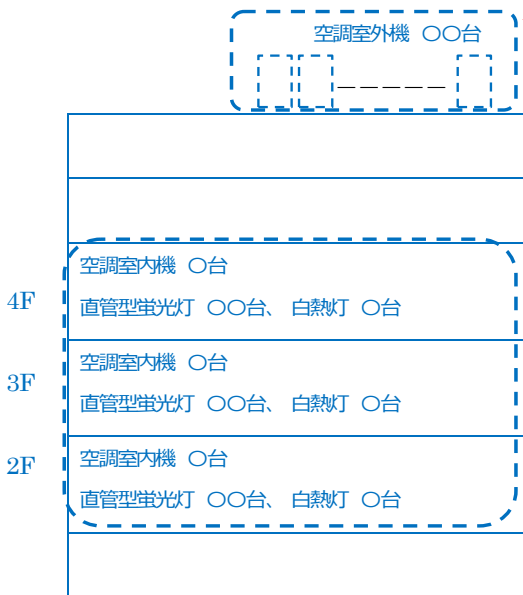 空調室外機 〇〇台
空調室内機 〇台
4F
直管型蛍光灯 〇〇台、 白熱灯 〇台
空調室内機 〇台
3F
直管型蛍光灯 〇〇台、 白熱灯 〇台
空調室内機 〇台
2F
直管型蛍光灯 〇〇台、 白熱灯 〇台